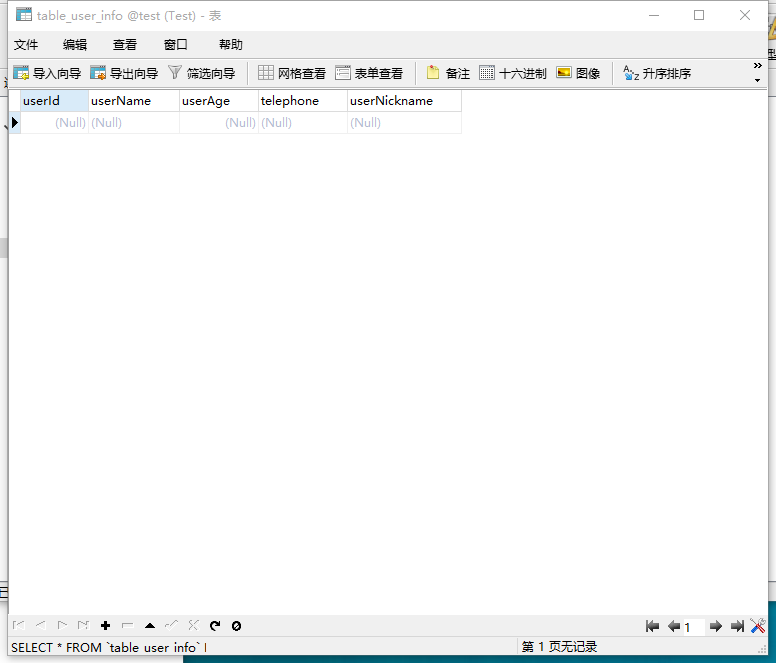 table_user_info @test (Test) - 表
文件 编辑 查看 窗口 帮助
导入向导 导出向导 筛选向导 网格查看 表单查看 备注 十六进制 图像 升序排序
userId userName userAge telephone userNickname
(Null) (Null) (Null) (Null) (Null)
1
SELECT * FROM `table_user_info` l 第 1 页无记录